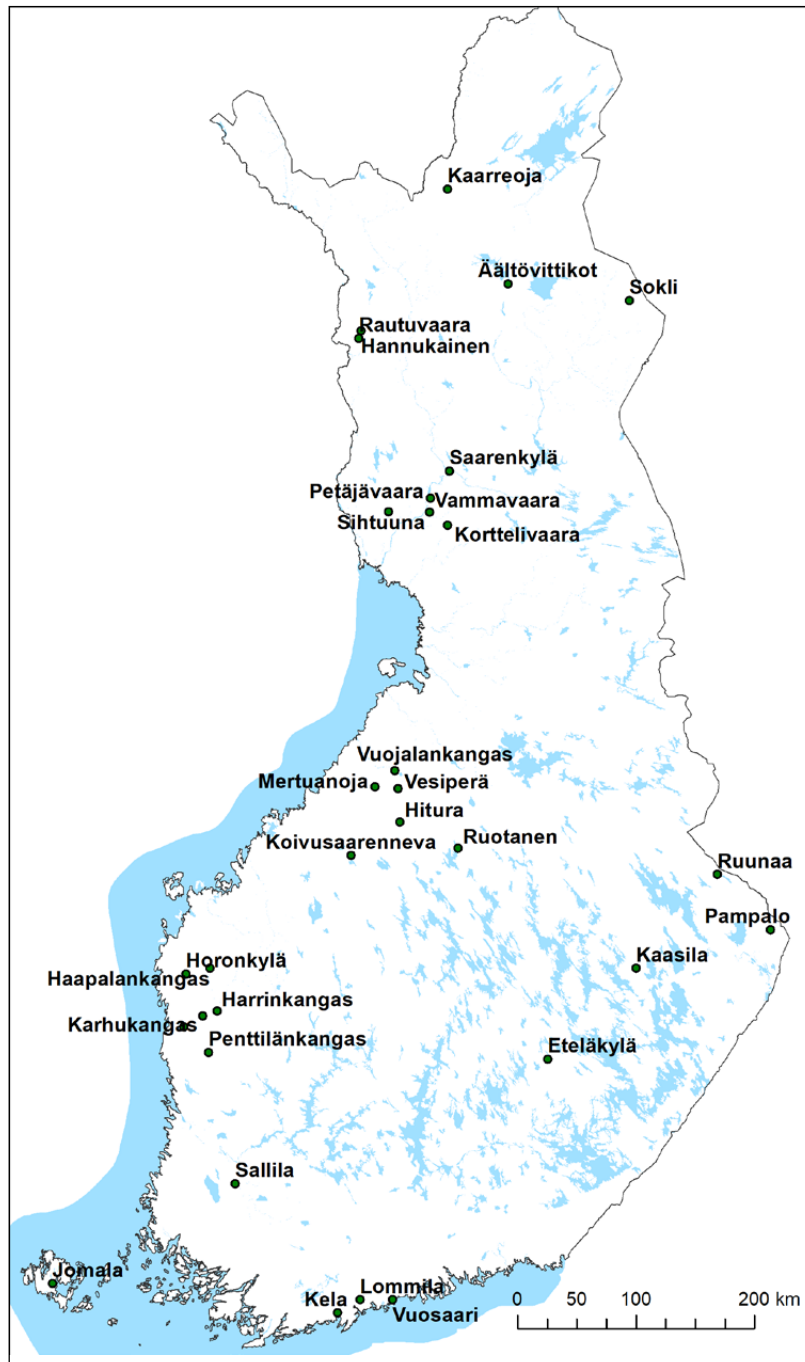 Kaarreoja
Äältövittikot
Sokli
Rautuvaara
Hannukainen
Saarenkylä
Petäjävaara
Vammavaara
Sihtuuna
Korttelivaara
Vuojalankangas
Mertuanoja
Vesiperä
Hitura
Koivusaarenneva
Ruotanen
Ruunaa
Pampalo
Horonkylä
Kaasila
Haapalankangas
Harrinkangas
Karhukangas
Penttilänkangas
Eteläkylä
Sallila
Jomala
Lommila
Kela
Vuosaari
0 50 100 200 km